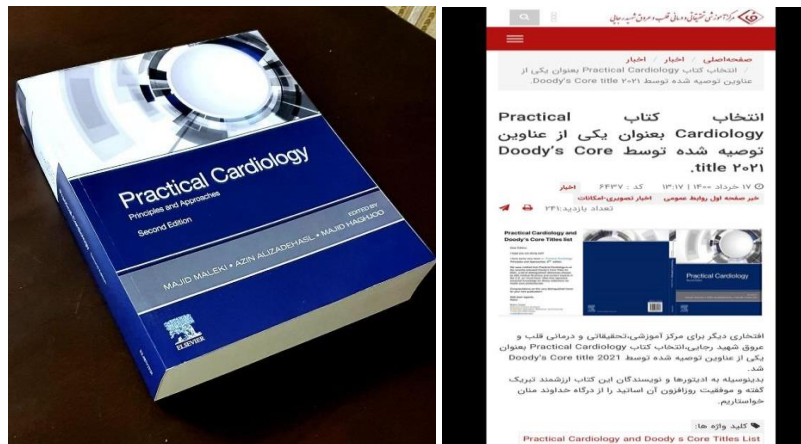 Practical Cardiology
Principles and Approaches
Second Edition
EDITED BY
MAJID MALEKI • AZIN ALIZADEHASL • MAJID HAGHJOO
ELSEVIER
مرکز آموزشی تحقیقاتی و درمانی قلب و عروق شهید رجایی
صفحه‌اصلی / اخبار / اخبار
/ انتخاب کتاب Practical Cardiology بعنوان یکی از
عناوین توصیه شده توسط Doody's Core title ۲۰۲۱.
انتخاب کتاب Practical
Cardiology بعنوان یکی از عناوین
توصیه شده توسط Doody's Core
title ۲۰۲۱.
۱۷ خرداد ۱۴۰۰ | ۱۳:۱۷ کد : ۶۴۳۷ اخبار
خبر صفحه اول روابط عمومی اخبار تصویری-امکانات
تعداد بازدید:۲۴۱
Practical Cardiology and
Doody's Core Titles list
Practical Cardiology
افتخاری دیگر برای مرکز آموزشی،تحقیقاتی و درمانی قلب و
عروق شهید رجایی،انتخاب کتاب Practical Cardiology بعنوان
یکی از عناوین توصیه شده توسط Doody's Core title 2021
شد.
بدینوسیله به ادیتورها و نویسندگان این کتاب ارزشمند تبریک
گفته و موفقیت روزافزون آن اساتید را از درگاه خداوند منان
خواستاریم.
کلید واژه ها:
Practical Cardiology and Doody s Core Titles List